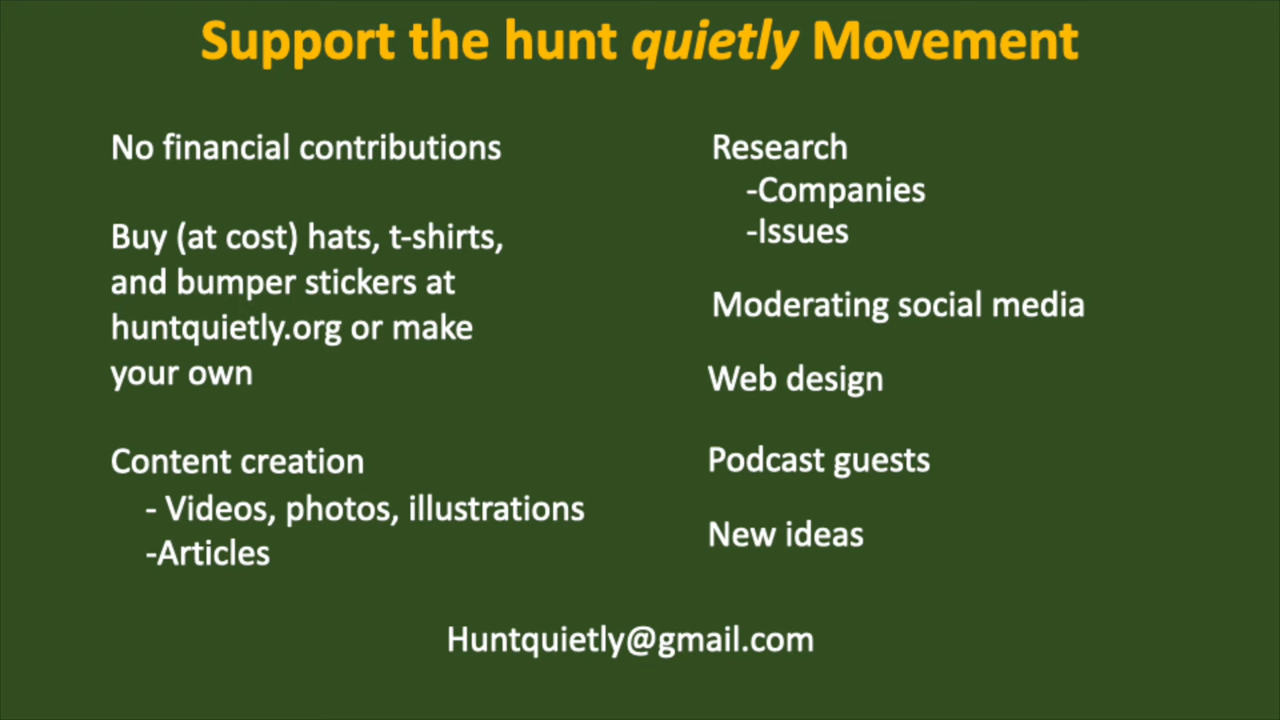 Support the hunt quietly Movement
No financial contributions
Buy (at cost) hats, t-shirts,
and bumper stickers at
huntquietly.org or make
your own
Content creation
- Videos, photos, illustrations
-Articles
Research
-Companies
-Issues
Moderating social media
Web design
Podcast guests
New ideas
Huntquietly@gmail.com